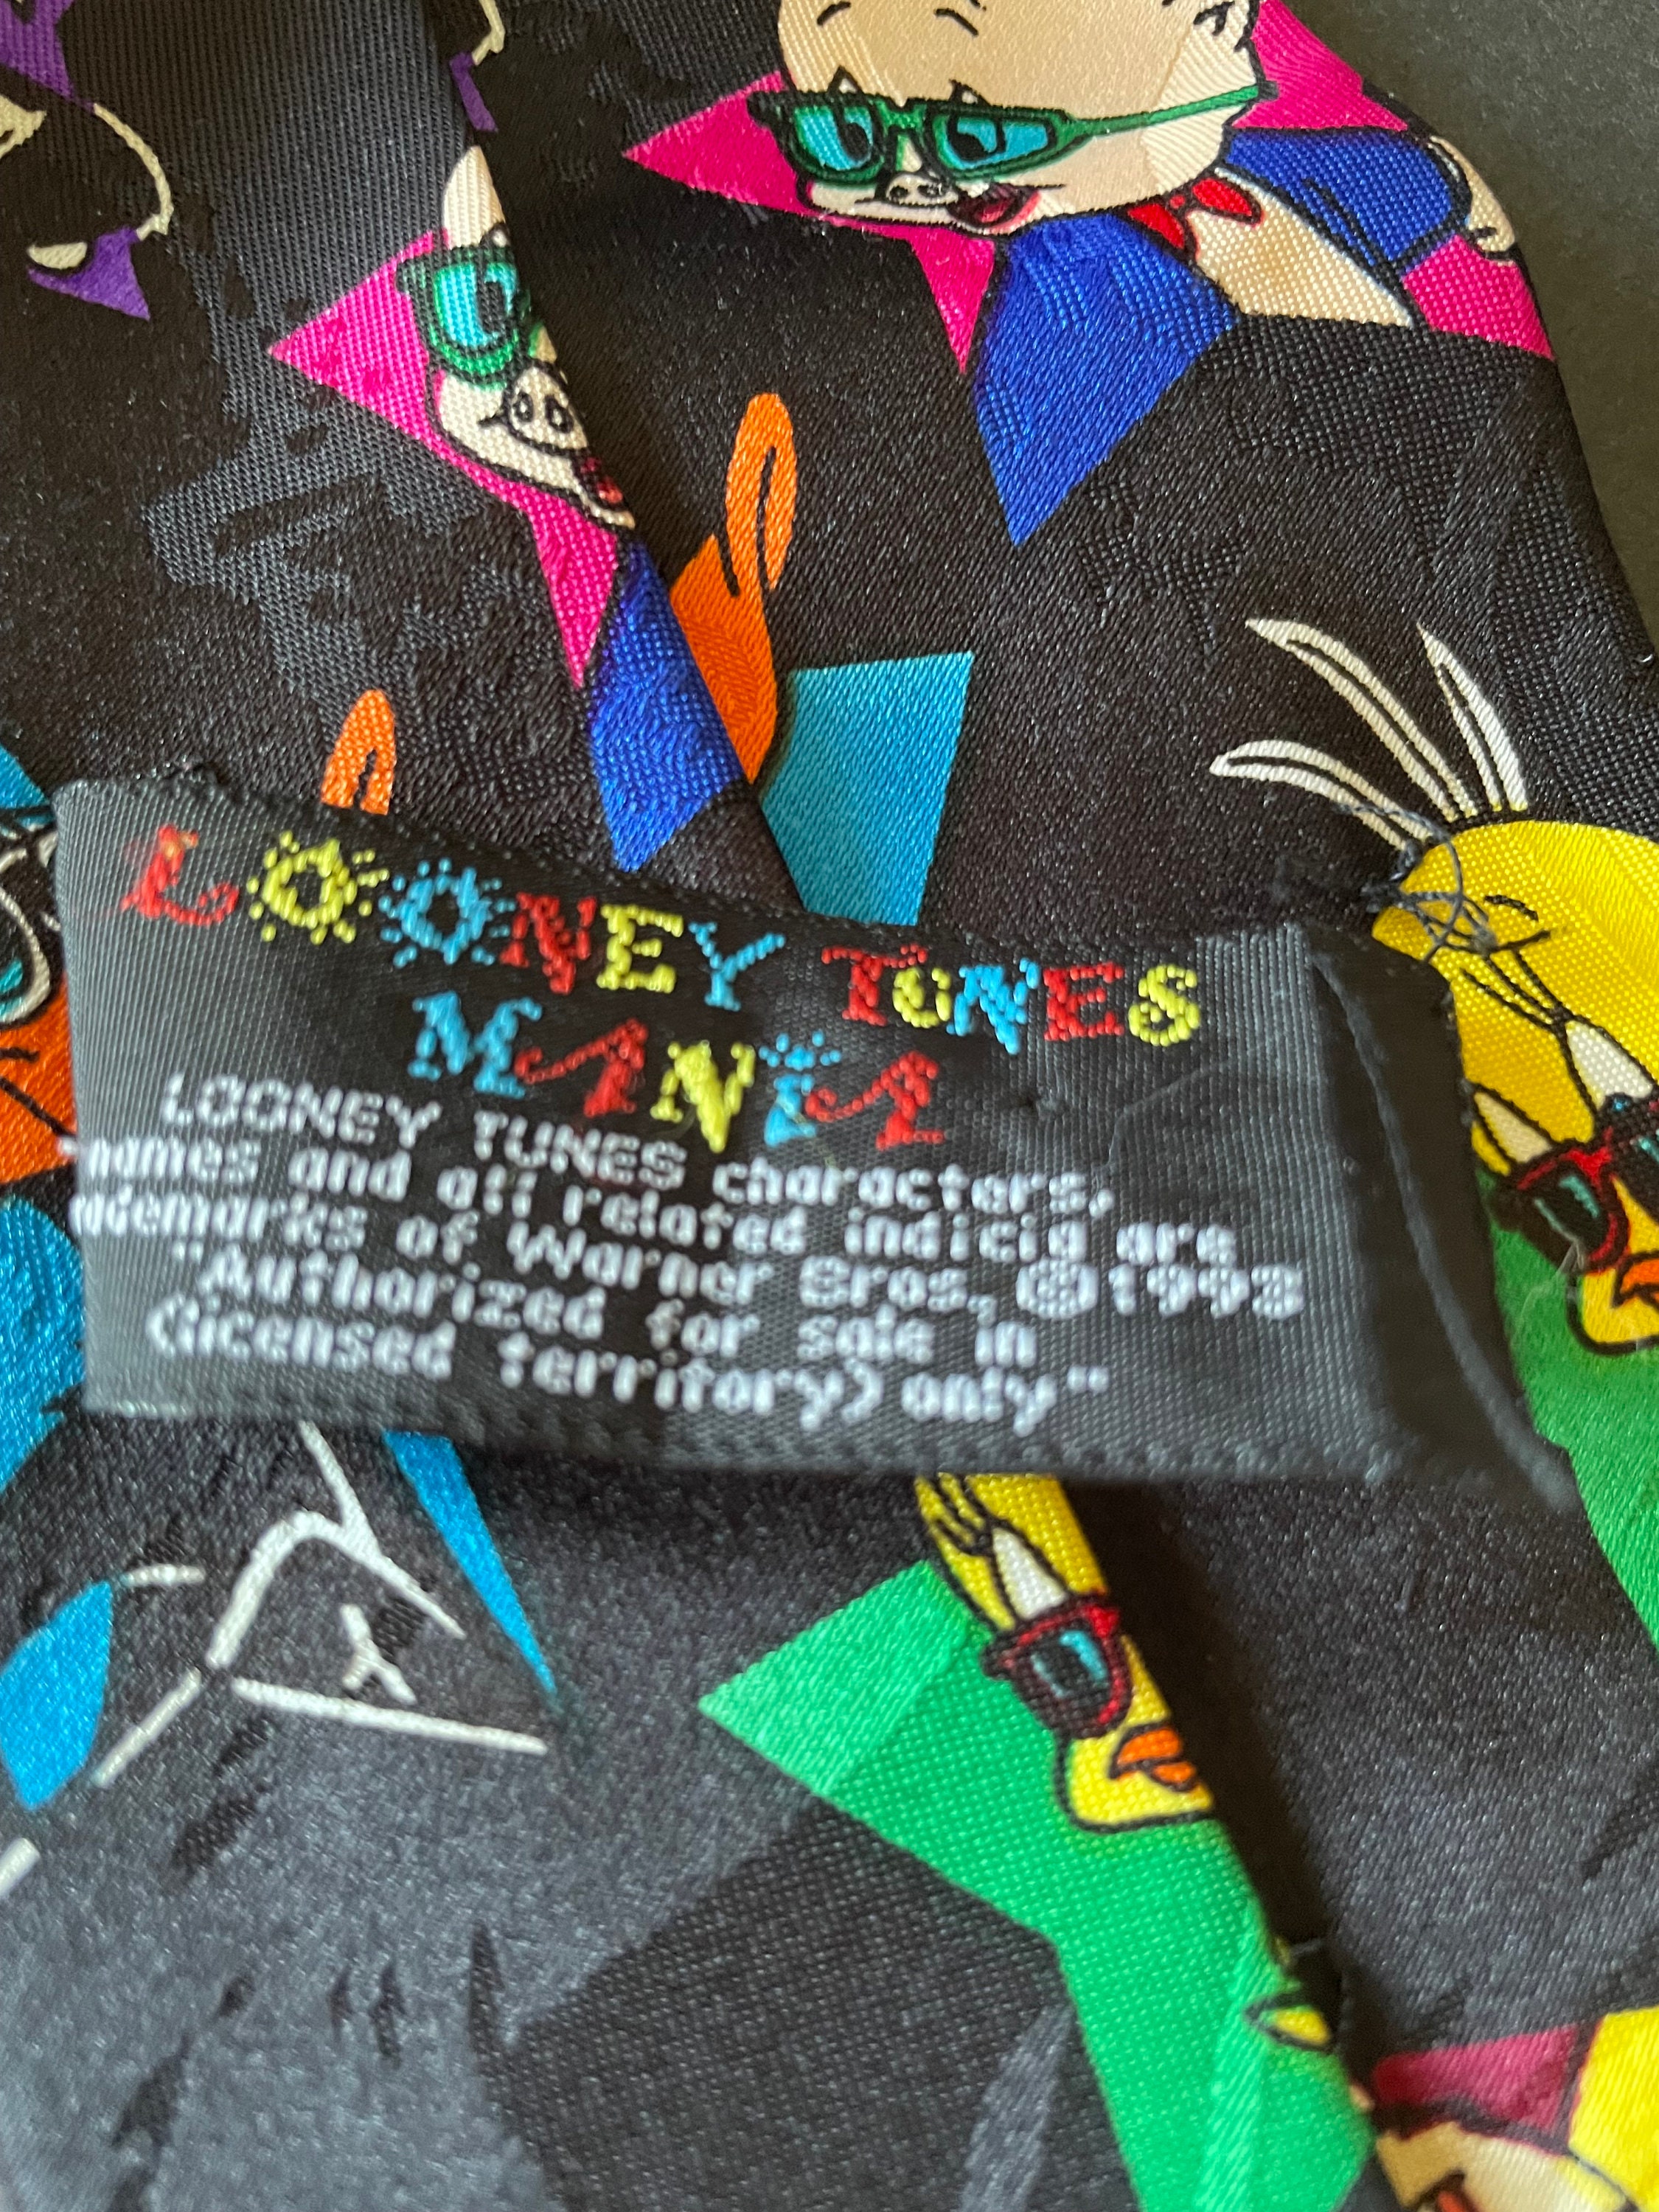 LOONEY TUNES
MANIA
LOONEY TUNES characters,
names and all related indicia are
ademarks of Warner Bros, ©1993
"Authorized for sale in
(licensed territory) only"